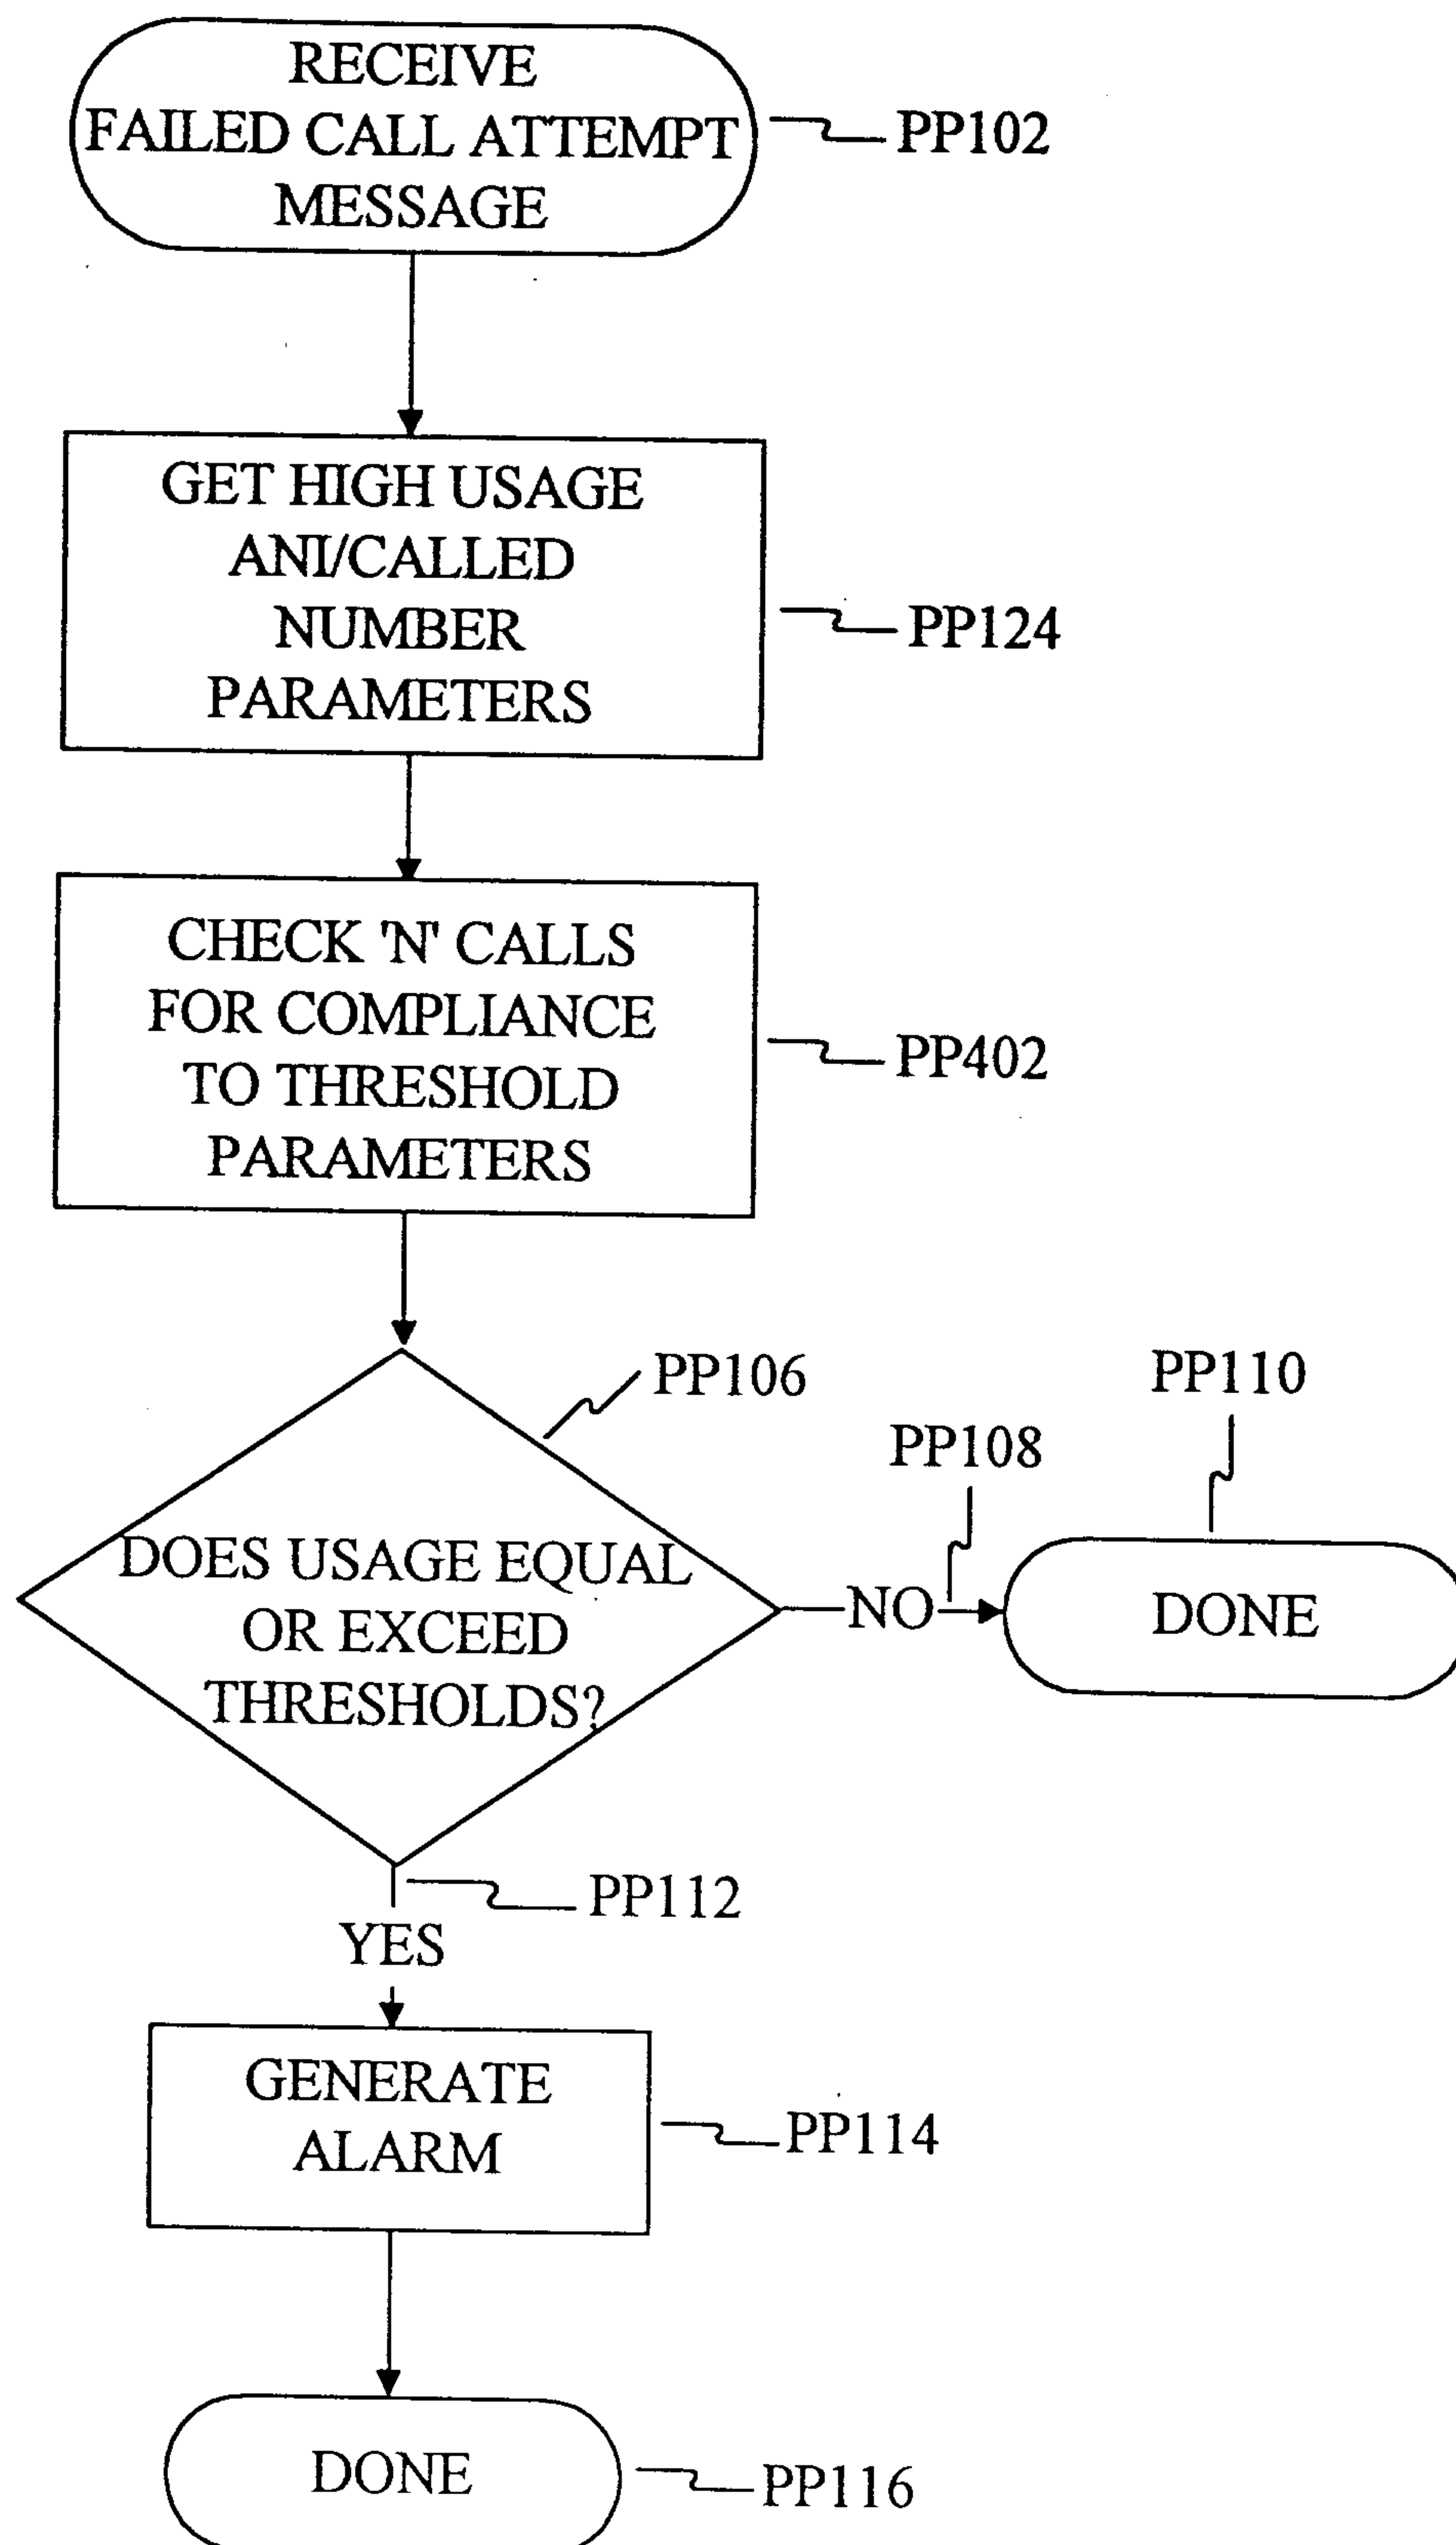 RECEIVE
FAILED CALL ATTEMPT
MESSAGE
PP102
GET HIGH USAGE
ANI/CALLED
NUMBER
PARAMETERS
PP124
CHECK 'N' CALLS
FOR COMPLIANCE
TO THRESHOLD
PARAMETERS
PP402
PP106
PP110
PP108
DOES USAGE EQUAL
OR EXCEED
THRESHOLDS?
NO
DONE
PP112
YES
GENERATE
ALARM
PP114
DONE
PP116